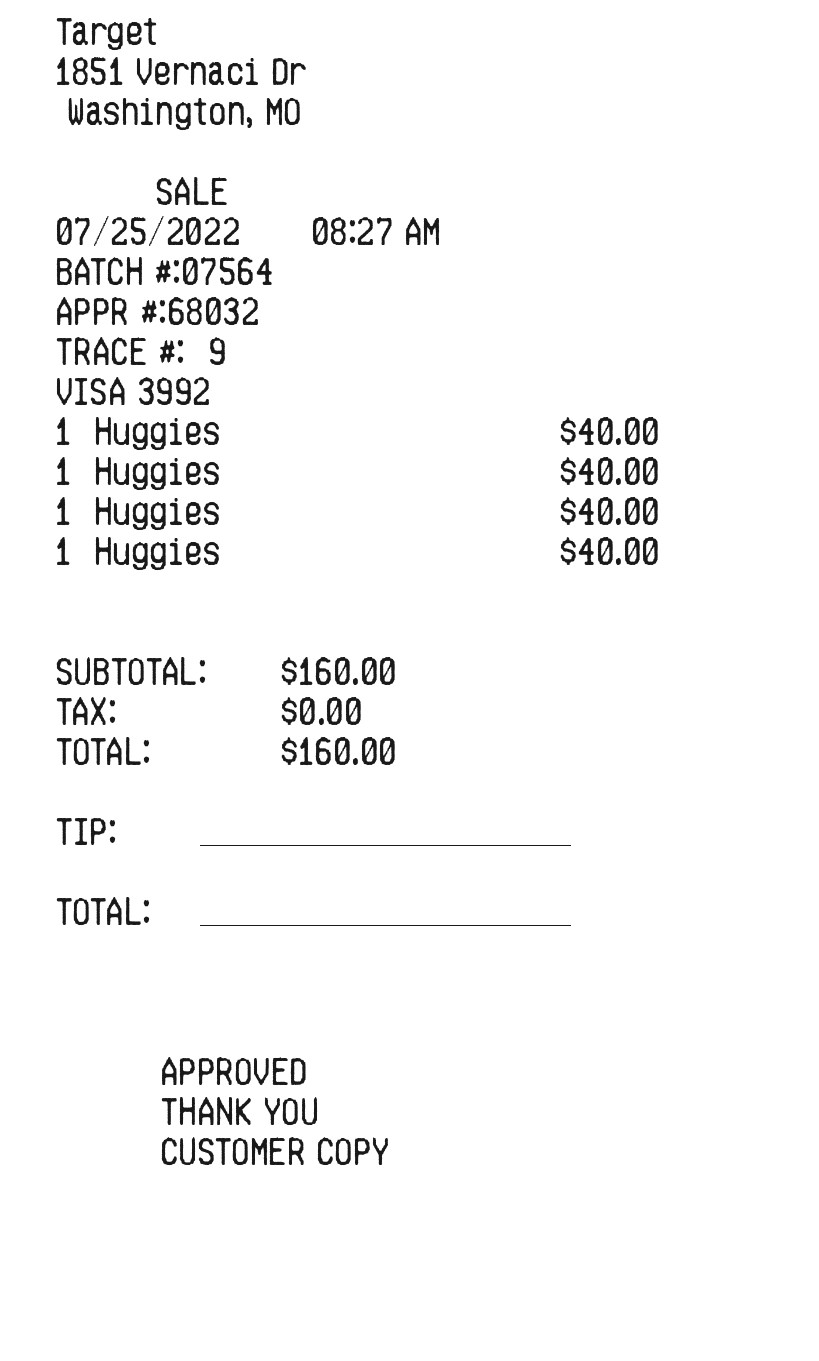 Target
1851 Vernaci Dr
Washington, MO
SALE
07/25/2022 08:27 AM
BATCH #:07564
APPR #:68032
TRACE #: 9
VISA 3992
1 Huggies $40.00
1 Huggies $40.00
1 Huggies $40.00
1 Huggies $40.00
SUBTOTAL: $160.00
TAX: $0.00
TOTAL: $160.00
TIP:
TOTAL:
APPROVED
THANK YOU
CUSTOMER COPY